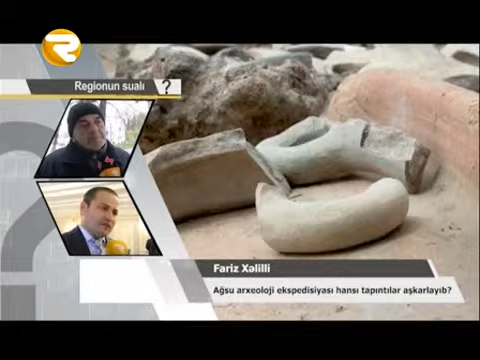 R
Regionun sualı
?
Fariz Xəlilli
Ağsu arxeoloji ekspedisiyası hansı tapıntılar aşkarlayıb?